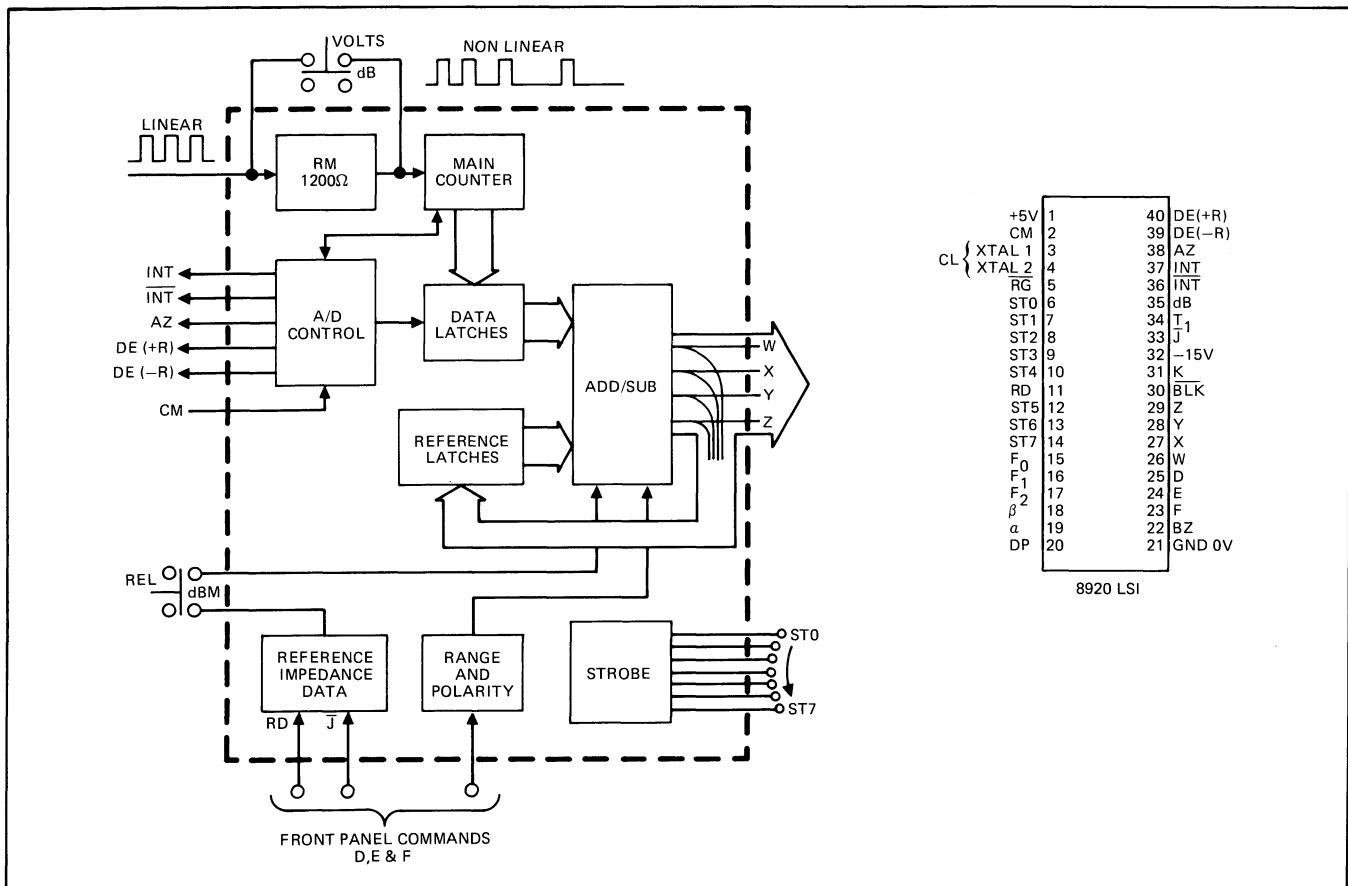 VOLTS
dB
NON LINEAR
LINEAR
RM
1200Ω
MAIN
COUNTER
INT
I̅N̅T̅
AZ
DE (+R)
DE (−R)
CM
A/D
CONTROL
DATA
LATCHES
REFERENCE
LATCHES
ADD/SUB
W
X
Y
Z
REL
dBM
REFERENCE
IMPEDANCE
DATA
RANGE
AND
POLARITY
STROBE
ST0
ST7
RD
J̅
FRONT PANEL COMMANDS
D,E & F
+5V 1 40 DE(+R)
CM 2 39 DE(−R)
CL { XTAL 1 3 38 AZ
XTAL 2 4 37 INT
R̅G̅ 5 36 I̅N̅T̅
ST0 6 35 dB
ST1 7 34 T1
ST2 8 33 J̅
ST3 9 32 −15V
ST4 10 31 K
RD 11 30 B̅L̅K̅
ST5 12 29 Z
ST6 13 28 Y
ST7 14 27 X
F0 15 26 W
F1 16 25 D
F2 17 24 E
β 18 23 F
α 19 22 BZ
DP 20 21 GND 0V
8920 LSI